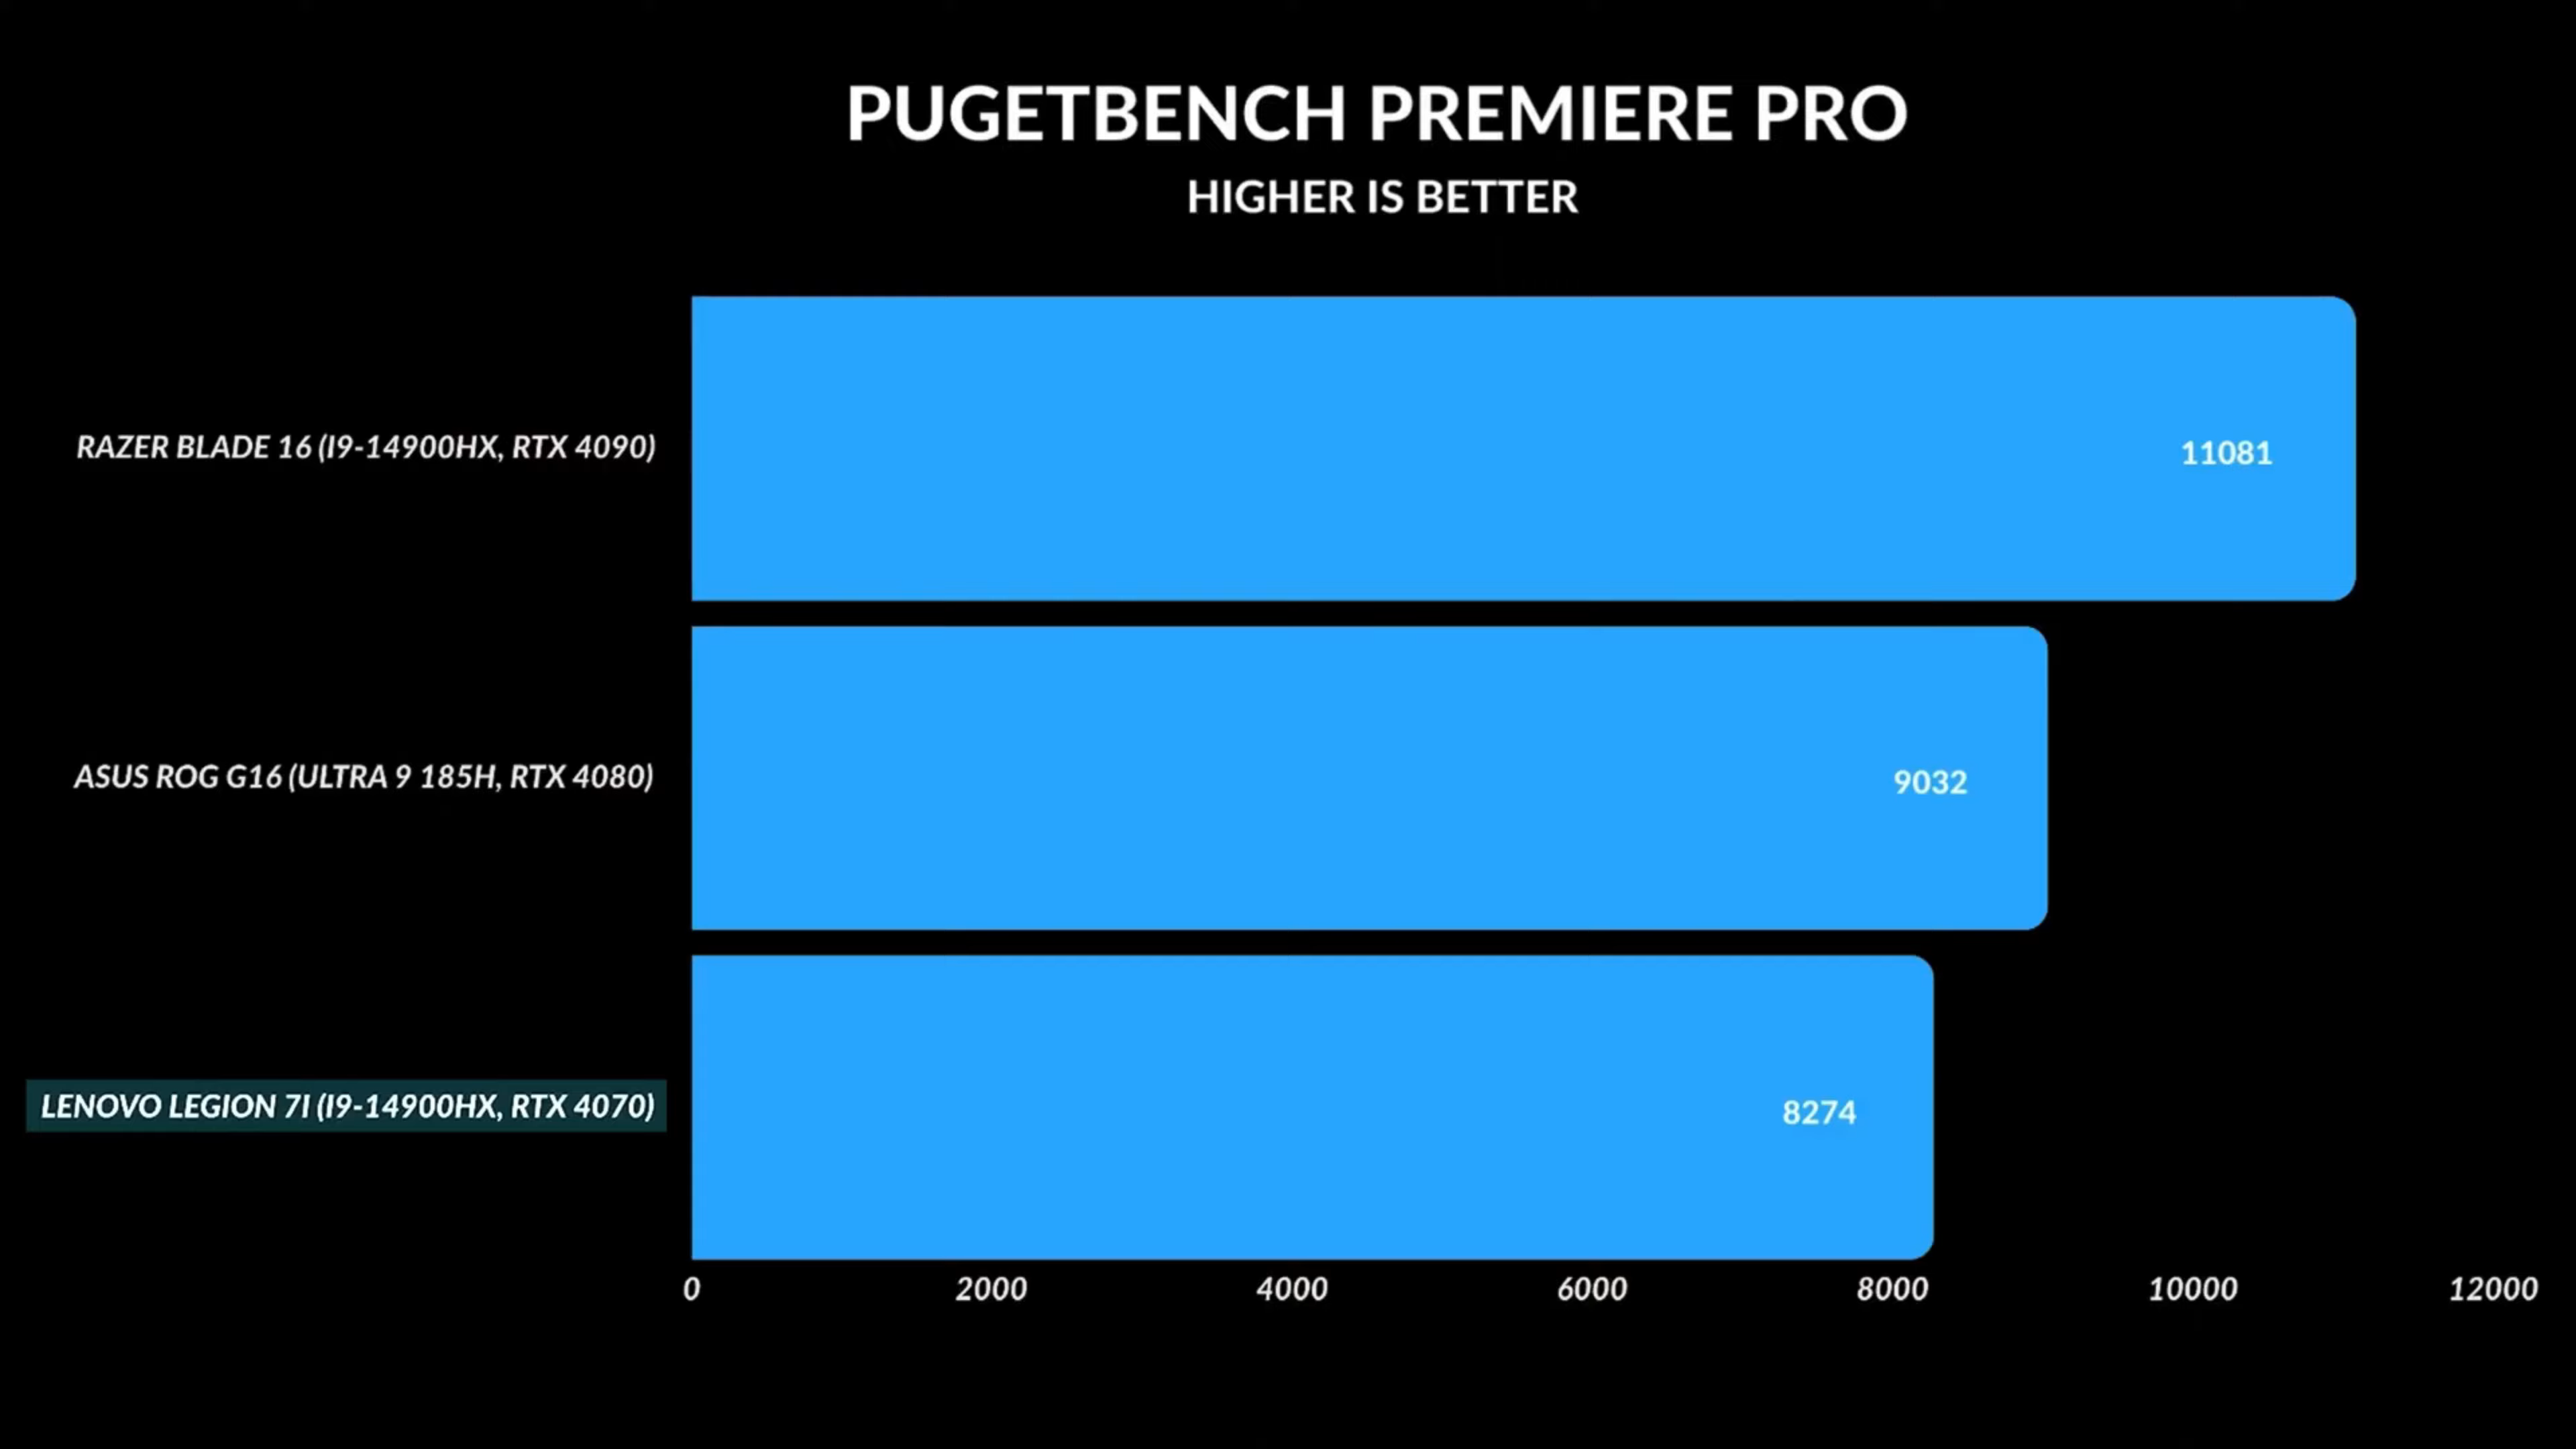 PUGETBENCH PREMIERE PRO
HIGHER IS BETTER
RAZER BLADE 16 (I9-14900HX, RTX 4090)
11081
ASUS ROG G16 (ULTRA 9 185H, RTX 4080)
9032
LENOVO LEGION 7I (I9-14900HX, RTX 4070)
8274
0 2000 4000 6000 8000 10000 12000